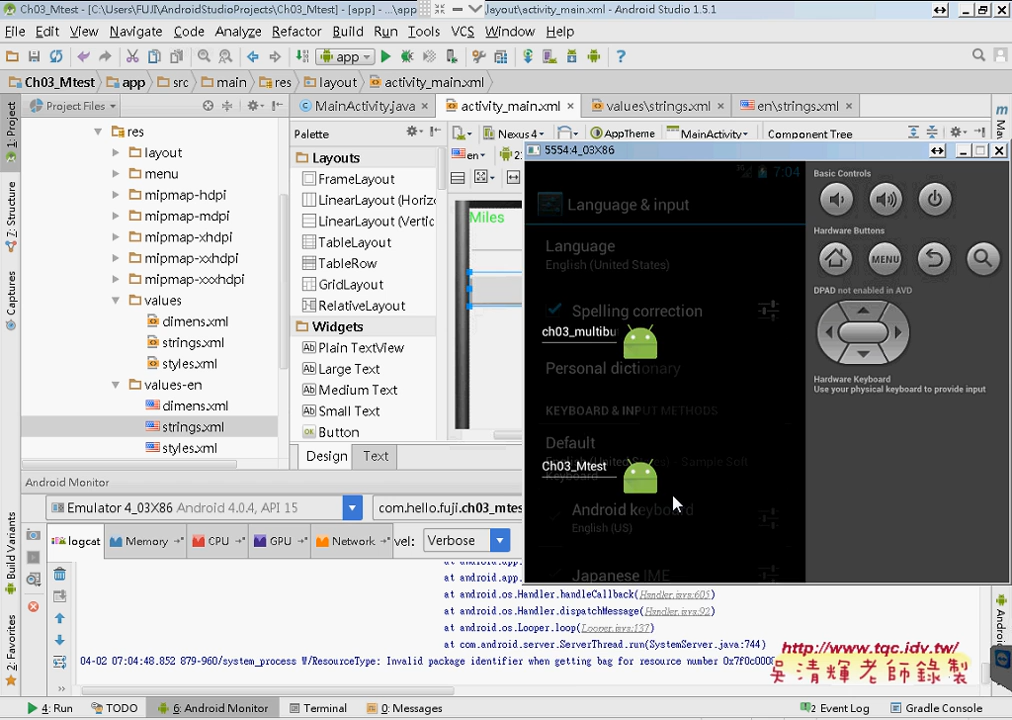 Ch03_Mtest - [C:\Users\FUJI\AndroidStudioProjects\Ch03_Mtest] - [app] - ...\app
layout\activity_main.xml - Android Studio 1.5.1
File Edit View Navigate Code Analyze Refactor Build Run Tools VCS Window Help
app
Ch03_Mtest app src main res layout activity_main.xml
Project Files
MainActivity.java activity_main.xml values\strings.xml en\strings.xml
1: Project
7: Structure
Captures
Build Variants
2: Favorites
res
layout
menu
mipmap-hdpi
mipmap-mdpi
mipmap-xhdpi
mipmap-xxhdpi
mipmap-xxxhdpi
values
dimens.xml
strings.xml
styles.xml
values-en
dimens.xml
strings.xml
styles.xml
Palette
Layouts
FrameLayout
LinearLayout (Horiz
LinearLayout (Vertic
TableLayout
TableRow
GridLayout
RelativeLayout
Widgets
Plain TextView
Large Text
Medium Text
Small Text
Button
Design Text
Nexus 4 AppTheme MainActivity Component Tree
en
Miles
5554:4_03X86
7:04
Language & input
Language
English (United States)
Spelling correction
ch03_multibu
Personal dictionary
KEYBOARD & INPUT METHODS
Default
Ch03_Mtest
Android keyboard
English (US)
Japanese IME
Basic Controls
Hardware Buttons
MENU
DPAD not enabled in AVD
Hardware Keyboard
Use your physical keyboard to provide input
Android Monitor
Emulator 4_03X86 Android 4.0.4, API 15
com.hello.fuji.ch03_mtes
logcat Memory CPU GPU Network vel: Verbose
at android.app.
at android.os.Handler.handleCallback(Handler.java:605)
at android.os.Handler.dispatchMessage(Handler.java:92)
at android.os.Looper.loop(Looper.java:137)
at com.android.server.ServerThread.run(SystemServer.java:744)
04-02 07:04:48.852 879-960/system_process W/ResourceType: Invalid package identifier when getting bag for resource number 0x7f0c0008
http://www.tqc.idv.tw/
吳清輝老師錄製
4: Run TODO 6: Android Monitor Terminal 0: Messages 2 Event Log Gradle Console